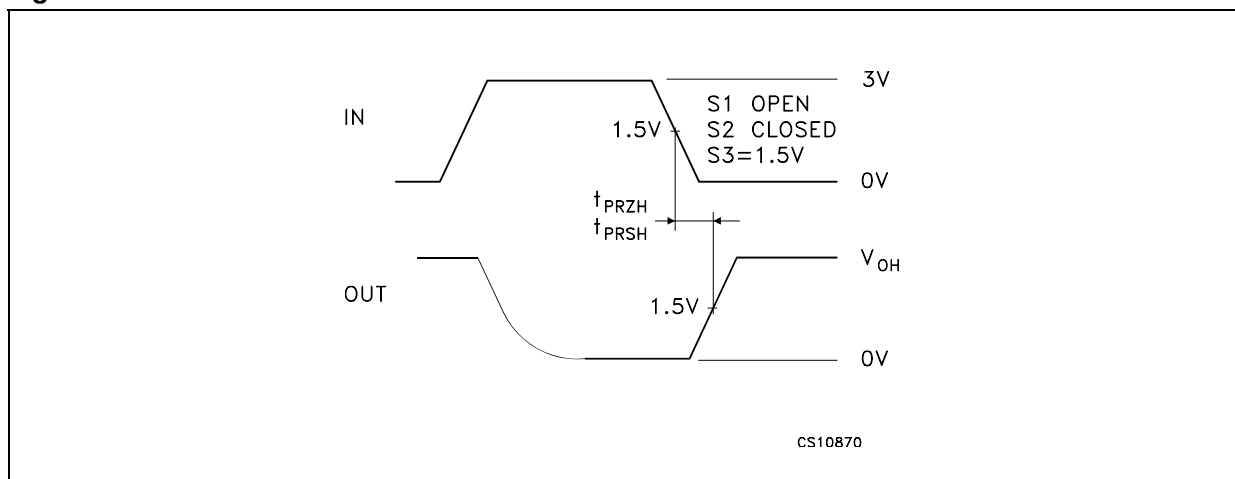 3V
S1 OPEN
IN
1.5V
S2 CLOSED
S3=1.5V
0V
tPRZH
tPRSH
VOH
OUT
1.5V
0V
CS10870